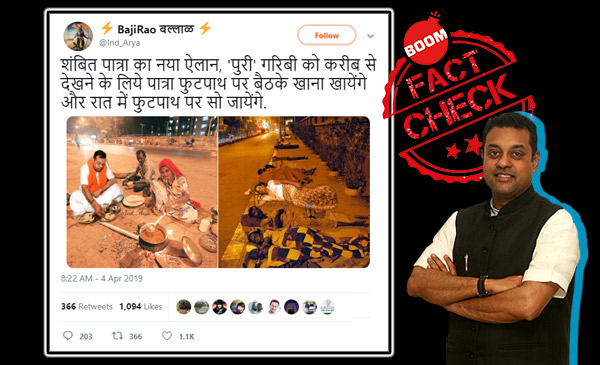 ⚡ BajiRao बल्लाळ ⚡
@Ind_Arya
Follow
शंबित पात्रा का नया ऐलान, 'पुरी' गरिबी को करीब से
देखने के लिये पात्रा फुटपाथ पर बैठके खाना खायेंगे
और रात में फुटपाथ पर सो जायेंगे.
8:22 AM - 4 Apr 2019
366 Retweets 1,094 Likes
203 366 1.1K
BOOM
FACT
CHECK